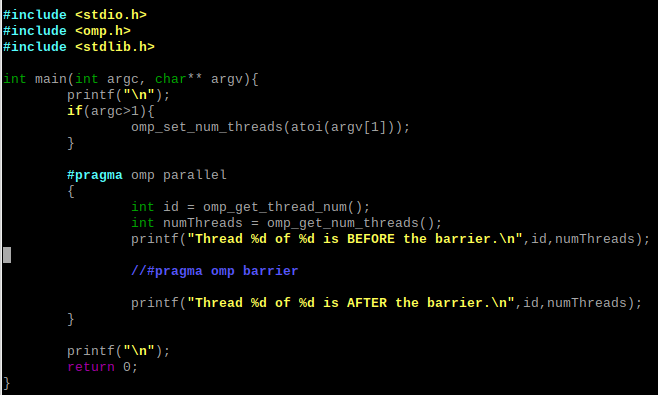 #include <stdio.h>
#include <omp.h>
#include <stdlib.h>

int main(int argc, char** argv){
        printf("\n");
        if(argc>1){
                omp_set_num_threads(atoi(argv[1]));
        }

        #pragma omp parallel
        {
                int id = omp_get_thread_num();
                int numThreads = omp_get_num_threads();
                printf("Thread %d of %d is BEFORE the barrier.\n",id,numThreads);

                //#pragma omp barrier

                printf("Thread %d of %d is AFTER the barrier.\n",id,numThreads);
        }

        printf("\n");
        return 0;
}